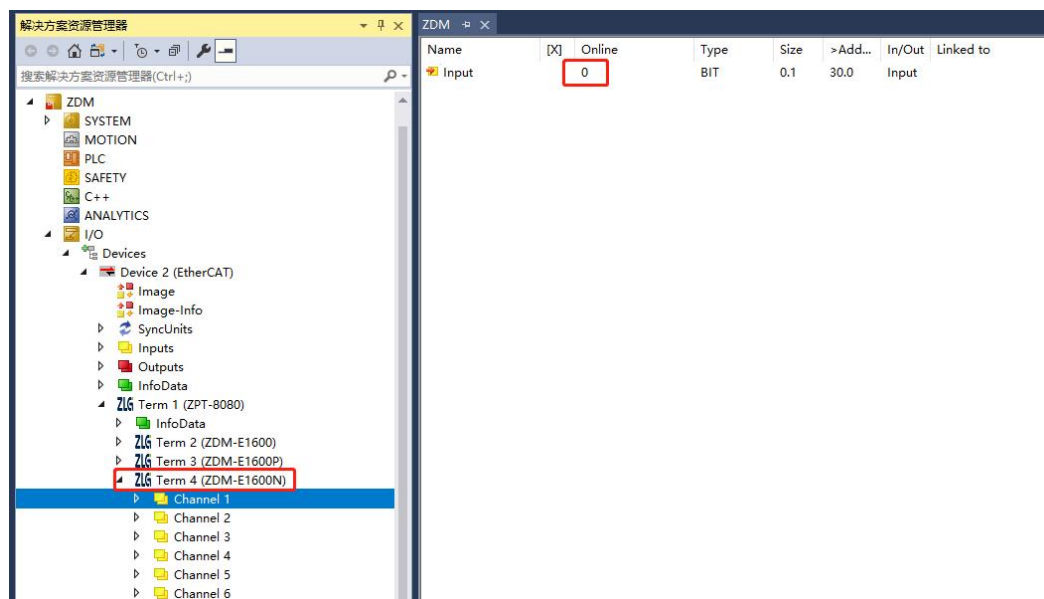 解决方案资源管理器
搜索解决方案资源管理器(Ctrl+;)
ZDM
SYSTEM
MOTION
PLC
SAFETY
C++
ANALYTICS
I/O
Devices
Device 2 (EtherCAT)
Image
Image-Info
SyncUnits
Inputs
Outputs
InfoData
ZLG Term 1 (ZPT-8080)
InfoData
ZLG Term 2 (ZDM-E1600)
ZLG Term 3 (ZDM-E1600P)
ZLG Term 4 (ZDM-E1600N)
Channel 1
Channel 2
Channel 3
Channel 4
Channel 5
Channel 6
ZDM
Name [X] Online Type Size >Add... In/Out Linked to
Input 0 BIT 0.1 30.0 Input